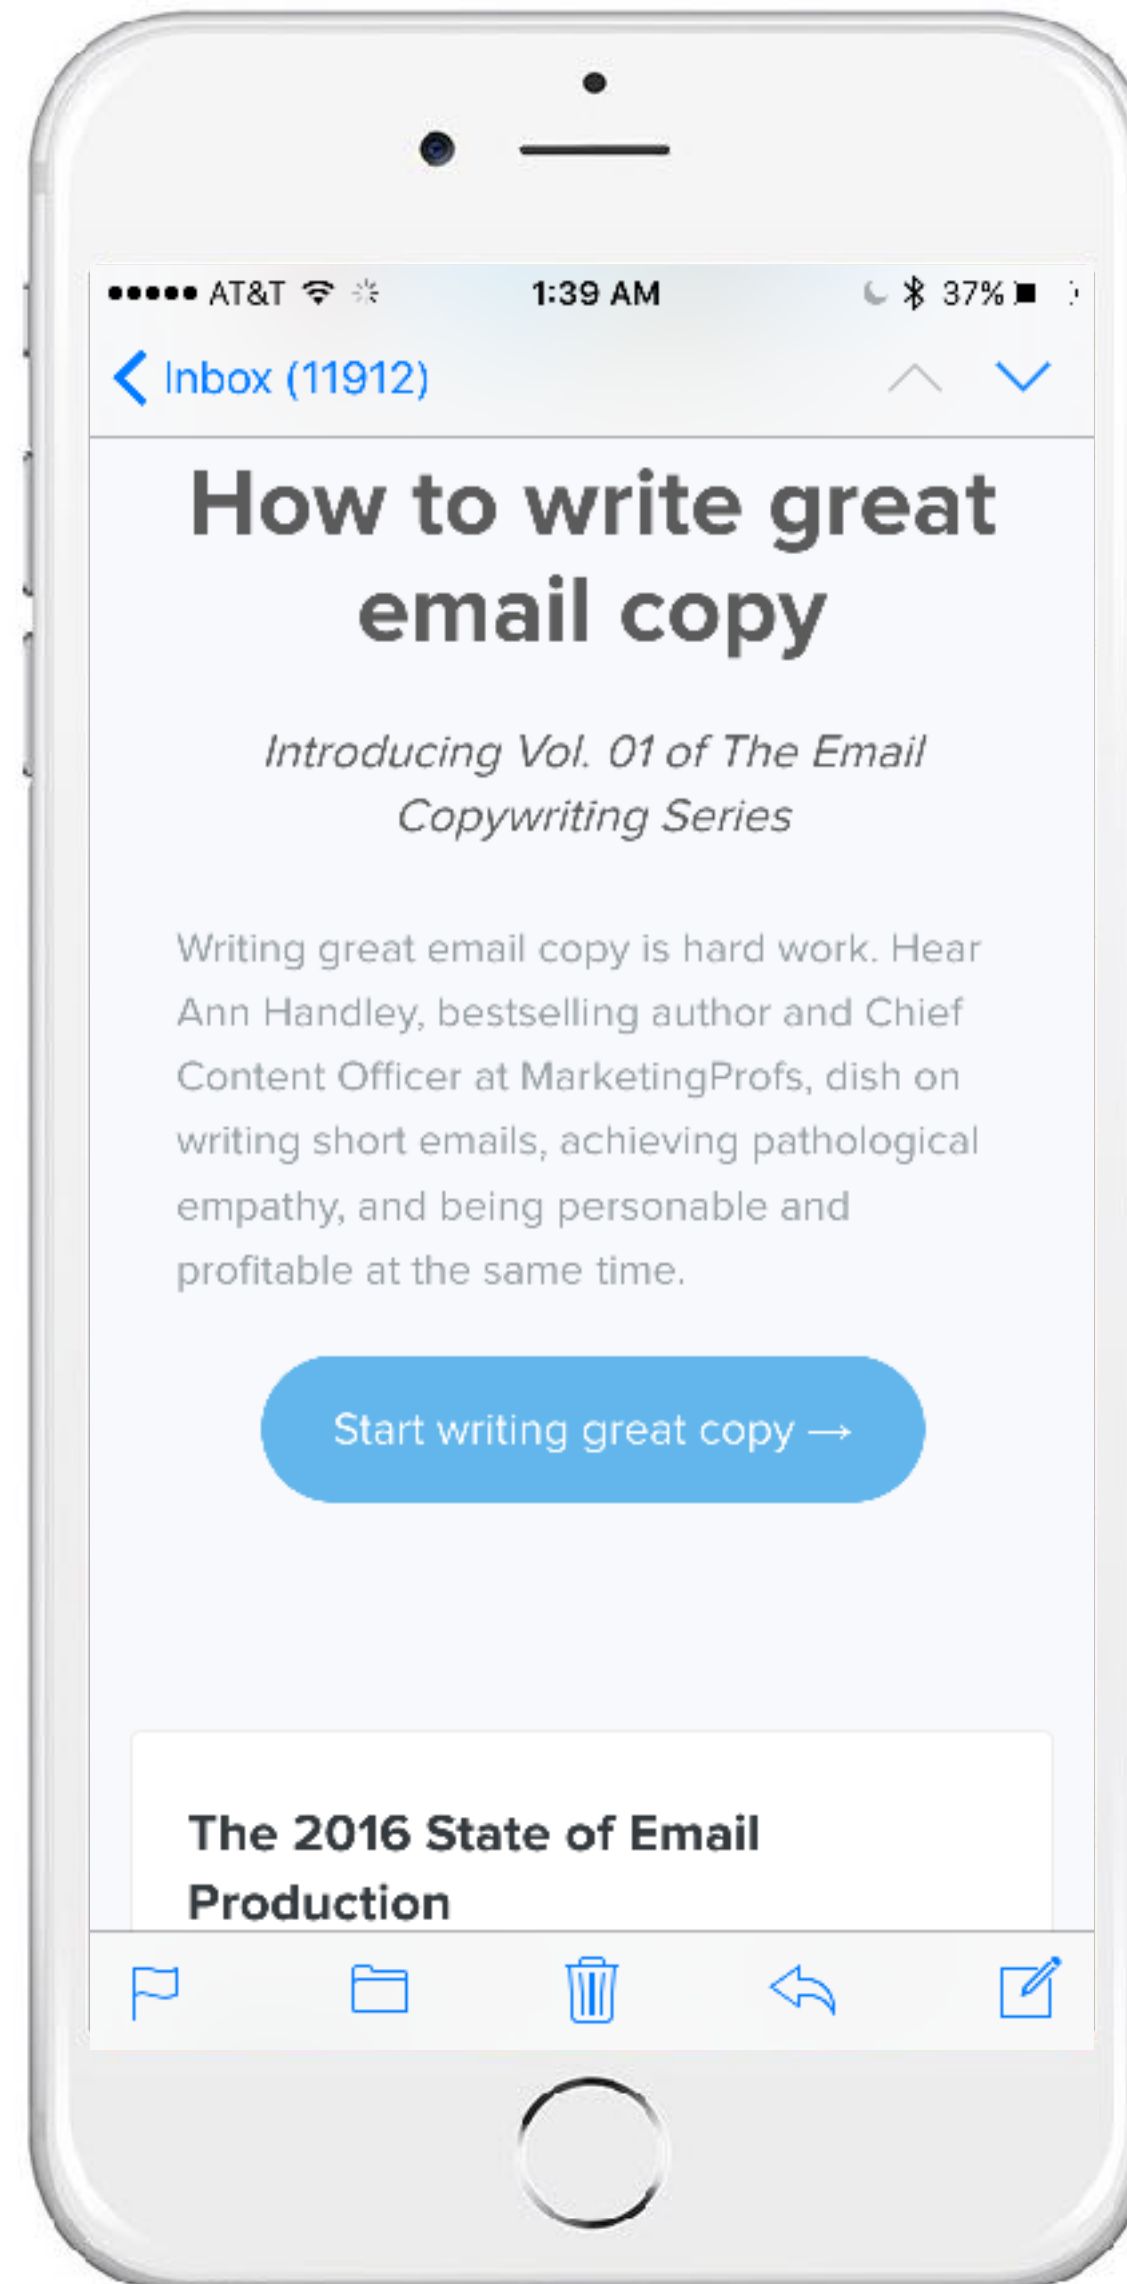 AT&T 1:39 AM 37%
Inbox (11912)
How to write great
email copy
Introducing Vol. 01 of The Email
Copywriting Series
Writing great email copy is hard work. Hear
Ann Handley, bestselling author and Chief
Content Officer at MarketingProfs, dish on
writing short emails, achieving pathological
empathy, and being personable and
profitable at the same time.
Start writing great copy →
The 2016 State of Email
Production